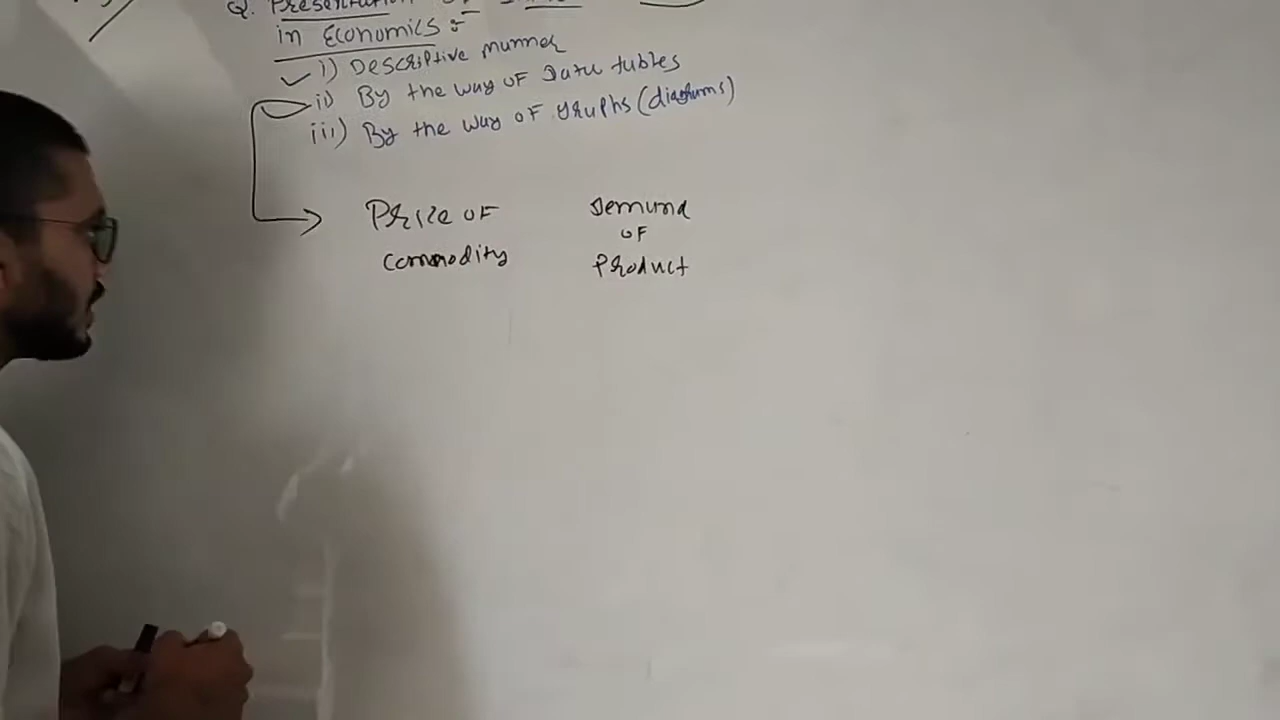 Q. Presentation of
in Economics :-
i) Descriptive manner
ii) By the way of Data tables
iii) By the way of graphs (diagrams)
Price of
commodity
Demand
of
Product